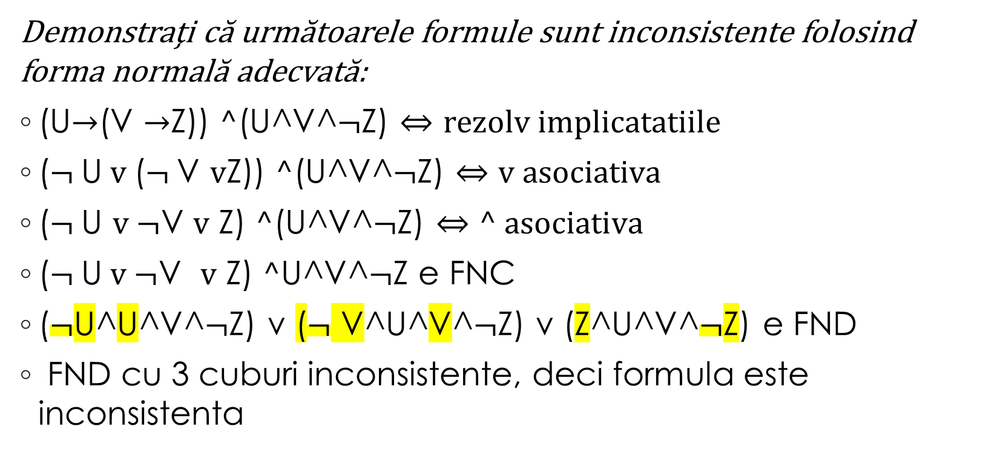 Demonstrați că următoarele formule sunt inconsistente folosind
forma normală adecvată:
◦ (U→(V →Z)) ^(U∧V∧¬Z) ⇔ rezolv implicatatiile
◦ (¬ U v (¬ V vZ)) ^(U∧V∧¬Z) ⇔ v asociativa
◦ (¬ U v ¬V v Z) ^(U∧V∧¬Z) ⇔ ^ asociativa
◦ (¬ U v ¬V v Z) ^U∧V∧¬Z e FNC
◦ (¬U∧U∧V∧¬Z) v (¬ V∧U∧V∧¬Z) v (Z∧U∧V∧¬Z) e FND
◦ FND cu 3 cuburi inconsistente, deci formula este
inconsistenta